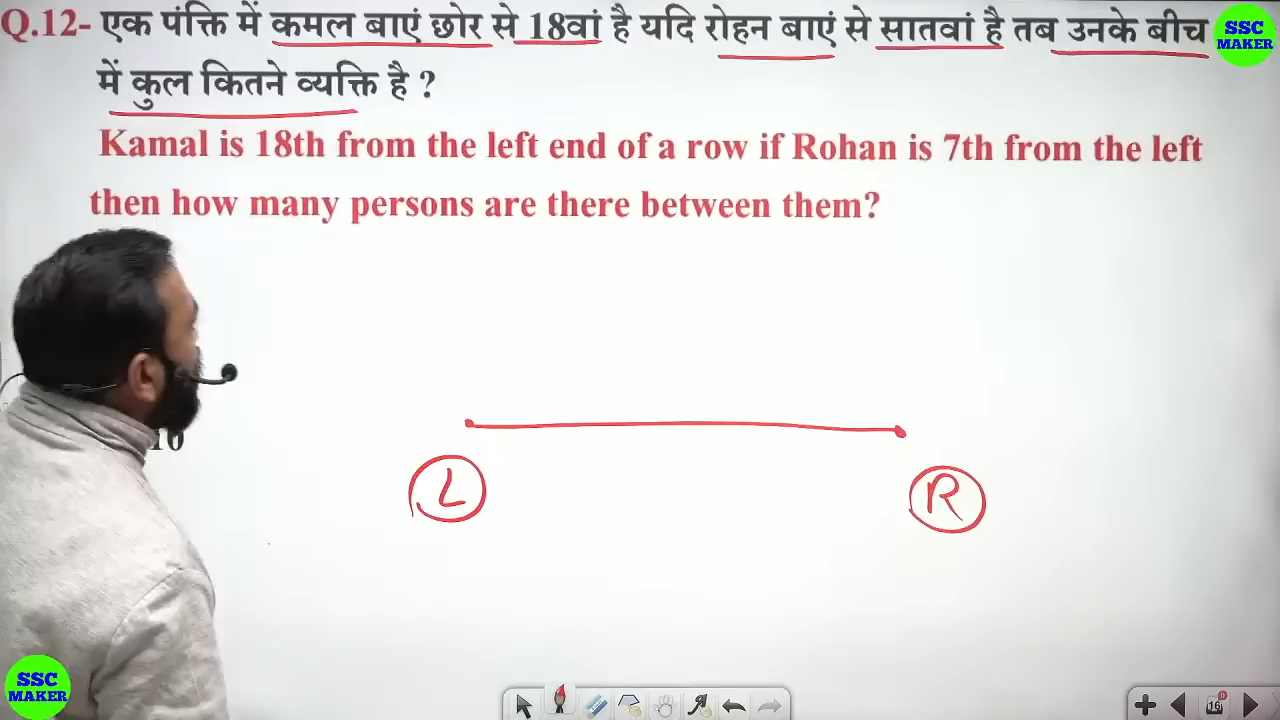 Q.12- एक पंक्ति में कमल बाएं छोर से 18वां है यदि रोहन बाएं से सातवां है तब उनके बीच
में कुल कितने व्यक्ति है ?
Kamal is 18th from the left end of a row if Rohan is 7th from the left
then how many persons are there between them?
SSC
MAKER
10
L
R
SSC
MAKER
16